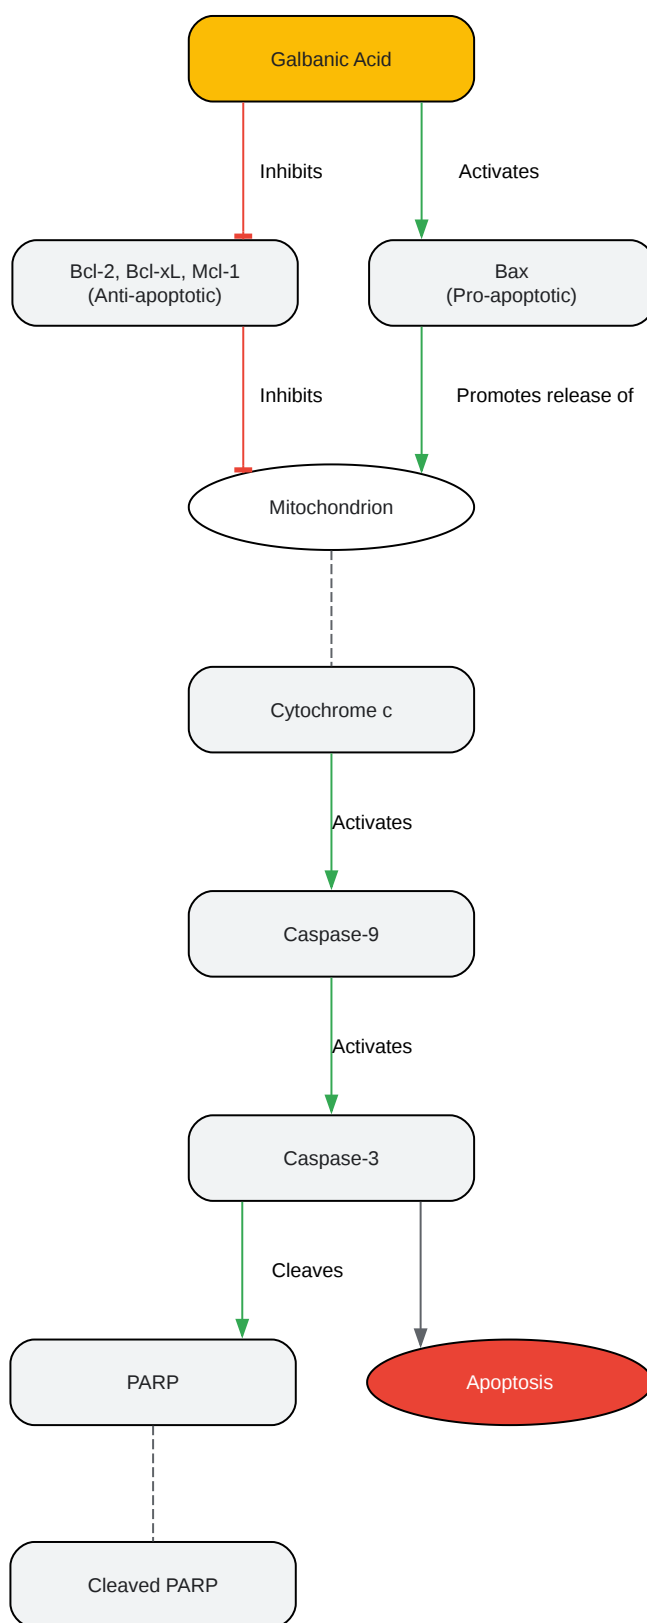 Galbanic Acid
Inhibits
Activates
Bcl-2, Bcl-xL, Mcl-1
(Anti-apoptotic)
Bax
(Pro-apoptotic)
Inhibits
Promotes release of
Mitochondrion
Cytochrome c
Activates
Caspase-9
Activates
Caspase-3
Cleaves
PARP
Apoptosis
Cleaved PARP